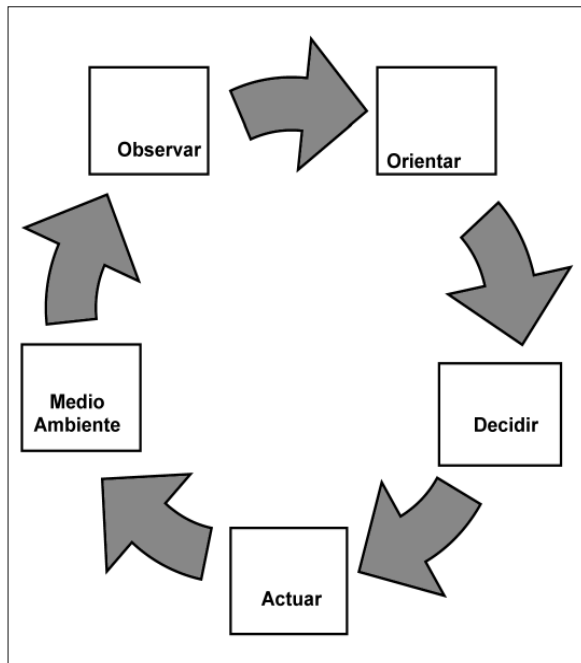 Observar
Orientar
Decidir
Actuar
Medio
Ambiente